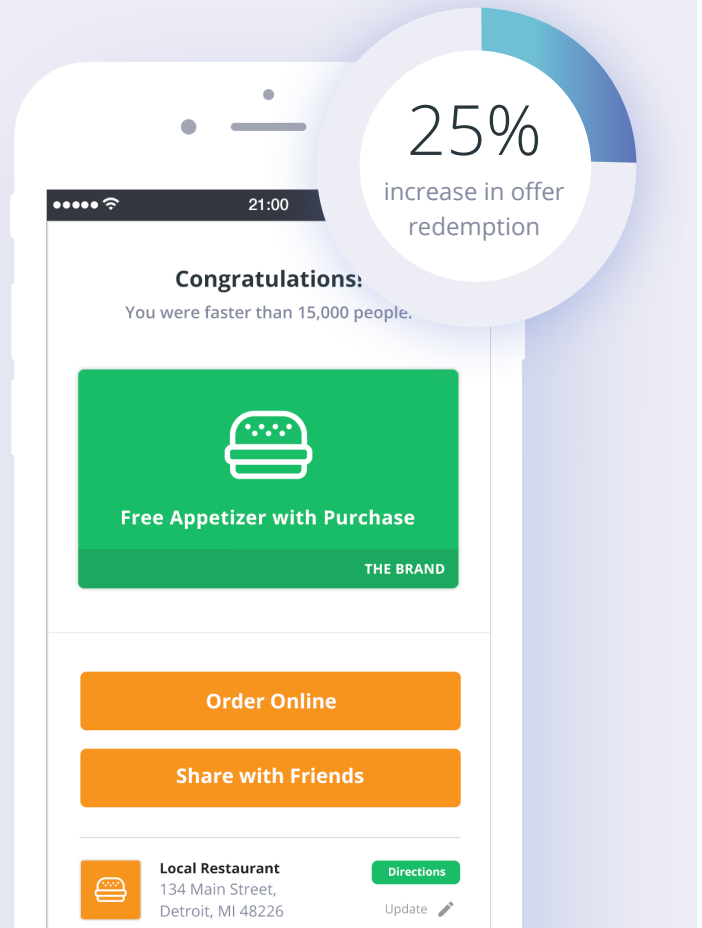 25%
increase in offer
redemption
21:00
Congratulations!
You were faster than 15,000 people.
Free Appetizer with Purchase
THE BRAND
Order Online
Share with Friends
Local Restaurant
134 Main Street,
Detroit, MI 48226
Directions
Update